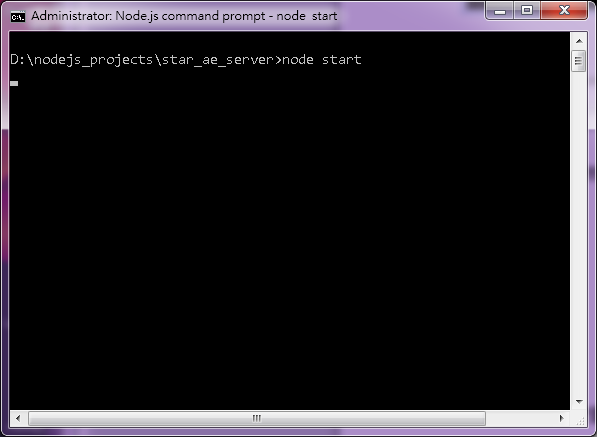 Administrator: Node.js command prompt - node  start
D:\nodejs_projects\star_ae_server>node start